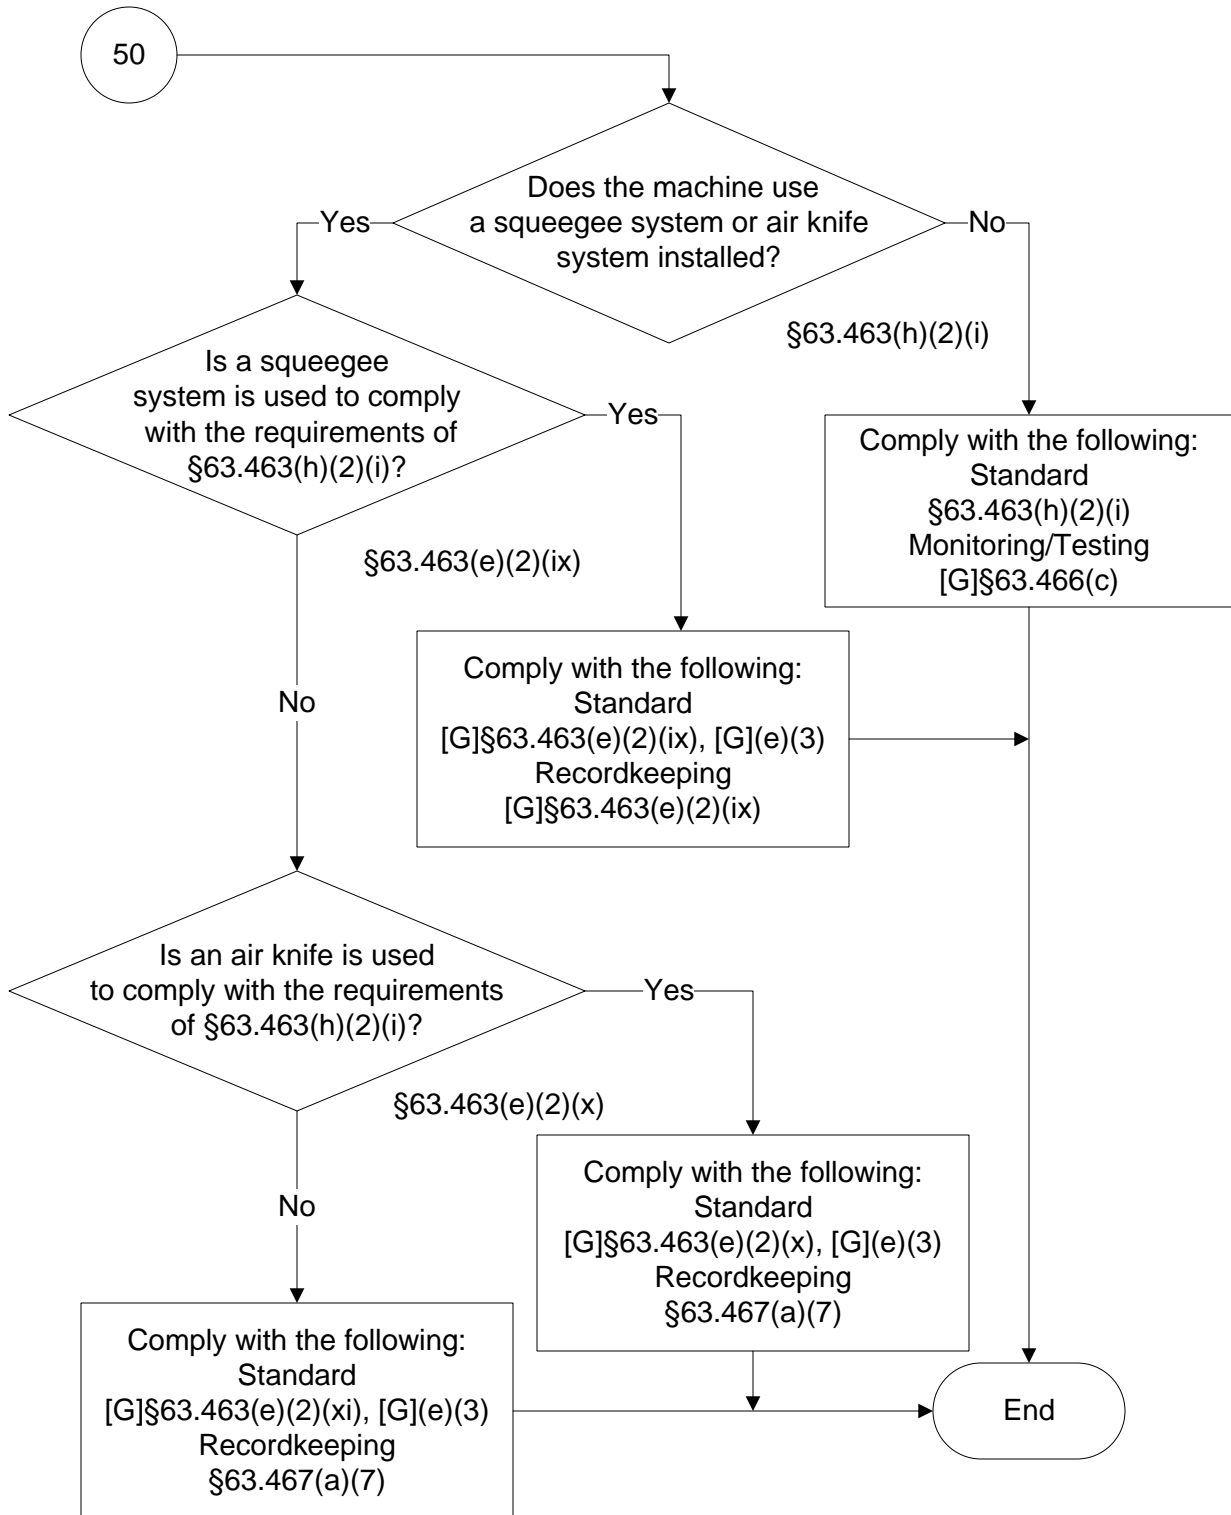 50
Does the machine use
a squeegee system or air knife
system installed?
Yes
No
§63.463(h)(2)(i)
Is a squeegee
system is used to comply
with the requirements of
§63.463(h)(2)(i)?
Yes
§63.463(e)(2)(ix)
No
Comply with the following:
Standard
§63.463(h)(2)(i)
Monitoring/Testing
[G]§63.466(c)
Comply with the following:
Standard
[G]§63.463(e)(2)(ix), [G](e)(3)
Recordkeeping
[G]§63.463(e)(2)(ix)
Is an air knife is used
to comply with the requirements
of §63.463(h)(2)(i)?
Yes
§63.463(e)(2)(x)
No
Comply with the following:
Standard
[G]§63.463(e)(2)(x), [G](e)(3)
Recordkeeping
§63.467(a)(7)
Comply with the following:
Standard
[G]§63.463(e)(2)(xi), [G](e)(3)
Recordkeeping
§63.467(a)(7)
End